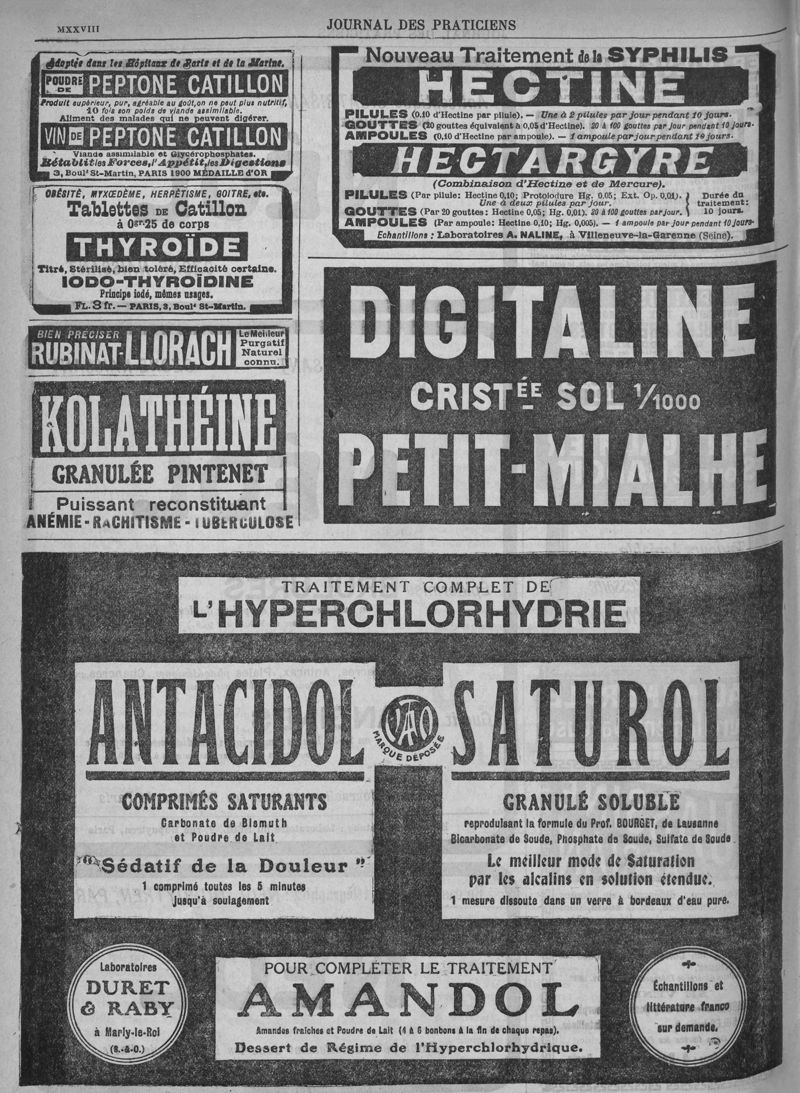 MXXVIII
JOURNAL DES PRATICIENS
Adoptée dans les Hôpitaux de Paris et de la Marine.
POUDRE DE PEPTONE CATILLON
Produit supérieur, pur, agréable au goût, on ne peut plus nutritif,
10 fois son poids de viande assimilable.
Aliment des malades qui ne peuvent digérer.
VIN DE PEPTONE CATILLON
Viande assimilable et Glycérophosphates.
Rétablit les Forces, l'Appétit, les Digestions
3, Boulᵈ St-Martin, PARIS 1900 MÉDAILLE D'OR
OBÉSITÉ, MYXŒDÈME, HERPÉTISME, GOITRE, etc.
Tablettes DE Catillon
à 0gr.25 de corps
THYROÏDE
Titré, Stérilisé, bien toléré, Efficacité certaine.
IODO-THYROÏDINE
Principe iodé, mêmes usages.
FL. 3 fr. — PARIS, 3, Boulᵈ St-Martin.
BIEN PRÉCISER
RUBINAT-LLORACH
Le Meilleur
Purgatif
Naturel
connu.
KOLATHÉINE
GRANULÉE PINTENET
Puissant reconstituant
ANÉMIE - RACHITISME - TUBERCULOSE
Nouveau Traitement de la SYPHILIS
HECTINE
PILULES (0.10 d'Hectine par pilule). — Une à 2 pilules par jour pendant 10 jours.
GOUTTES (20 gouttes équivalent à 0,05 d'Hectine). 20 à 100 gouttes par jour pendant 10 jours.
AMPOULES (0,10 d'Hectine par ampoule). — 1 ampoule par jour pendant 10 jours.
HECTARGYRE
(Combinaison d'Hectine et de Mercure).
PILULES (Par pilule: Hectine 0,10; Protoiodure Hg. 0,05; Ext. Op. 0,01).
Une à deux pilules par jour.
GOUTTES (Par 20 gouttes: Hectine 0,05; Hg. 0,01). 20 à 100 gouttes par jour.
Durée du
traitement:
10 jours.
AMPOULES (Par ampoule: Hectine 0,10; Hg. 0,005). — 1 ampoule par jour pendant 10 jours.
Echantillons: Laboratoires A. NALINE, à Villeneuve-la-Garenne (Seine).
DIGITALINE
CRISTÉE SOL 1/1000
PETIT-MIALHE
TRAITEMENT COMPLET DE
L'HYPERCHLORHYDRIE
ANTACIDOL
MARQUE DÉPOSÉE
SATUROL
COMPRIMÉS SATURANTS
Carbonate de Bismuth
et Poudre de Lait
"Sédatif de la Douleur"
1 comprimé toutes les 5 minutes
jusqu'à soulagement
GRANULÉ SOLUBLE
reproduisant la formule du Prof. BOURGET, de Lausanne
Bicarbonate de Soude, Phosphate de Soude, Sulfate de Soude
Le meilleur mode de Saturation
par les alcalins en solution étendue.
1 mesure dissoute dans un verre à bordeaux d'eau pure.
Laboratoires
DURET
& RABY
à Marly-le-Roi
(S.-à-O.)
POUR COMPLÉTER LE TRAITEMENT
AMANDOL
Amandes fraîches et Poudre de Lait (4 à 6 bonbons à la fin de chaque repas).
Dessert de Régime de l'Hyperchlorhydrique.
Échantillons et
littérature franco
sur demande.